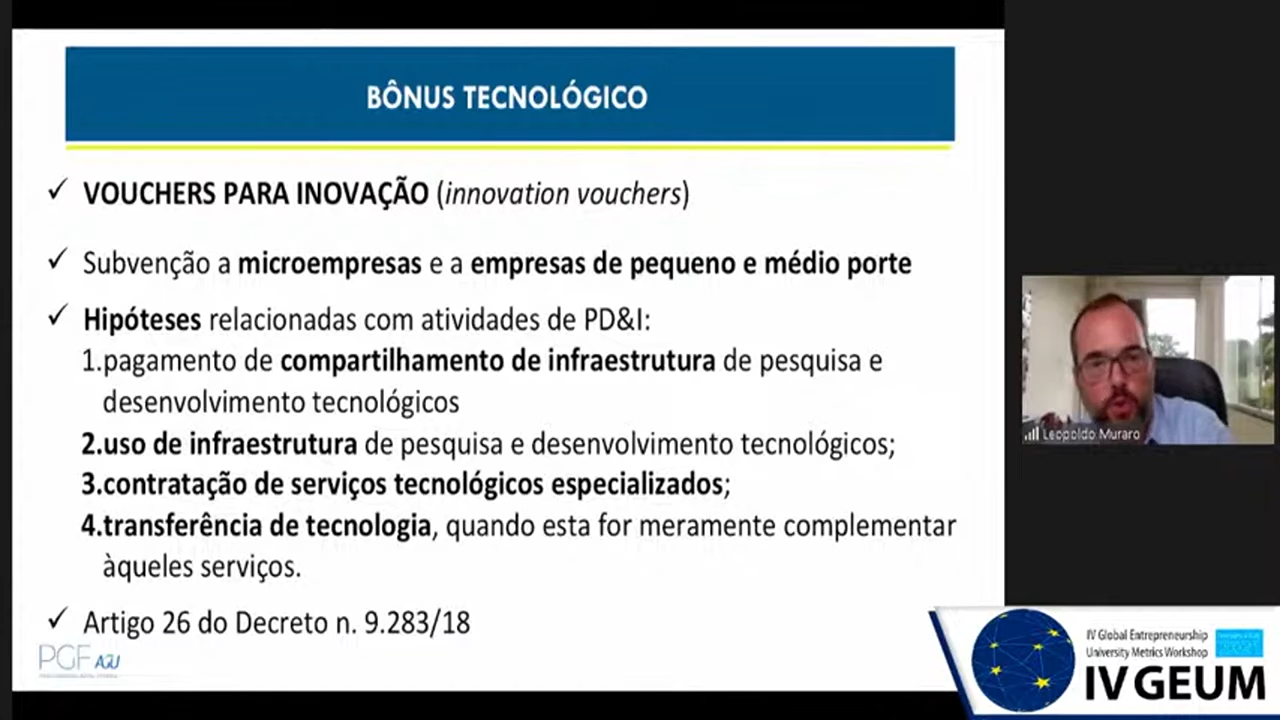 BÔNUS TECNOLÓGICO
✓ VOUCHERS PARA INOVAÇÃO (innovation vouchers)
✓ Subvenção a microempresas e a empresas de pequeno e médio porte
✓ Hipóteses relacionadas com atividades de PD&I:
1.pagamento de compartilhamento de infraestrutura de pesquisa e
desenvolvimento tecnológicos
2.uso de infraestrutura de pesquisa e desenvolvimento tecnológicos;
3.contratação de serviços tecnológicos especializados;
4.transferência de tecnologia, quando esta for meramente complementar
àqueles serviços.
✓ Artigo 26 do Decreto n. 9.283/18
PGF AGU
Leopoldo Muraro
IV Global Entrepreneurship
University Metrics Workshop
IV GEUM